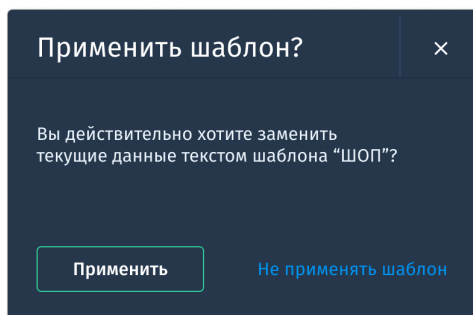 Применить шаблон?
Вы действительно хотите заменить
текущие данные текстом шаблона “ШОП”?
Применить
Не применять шаблон